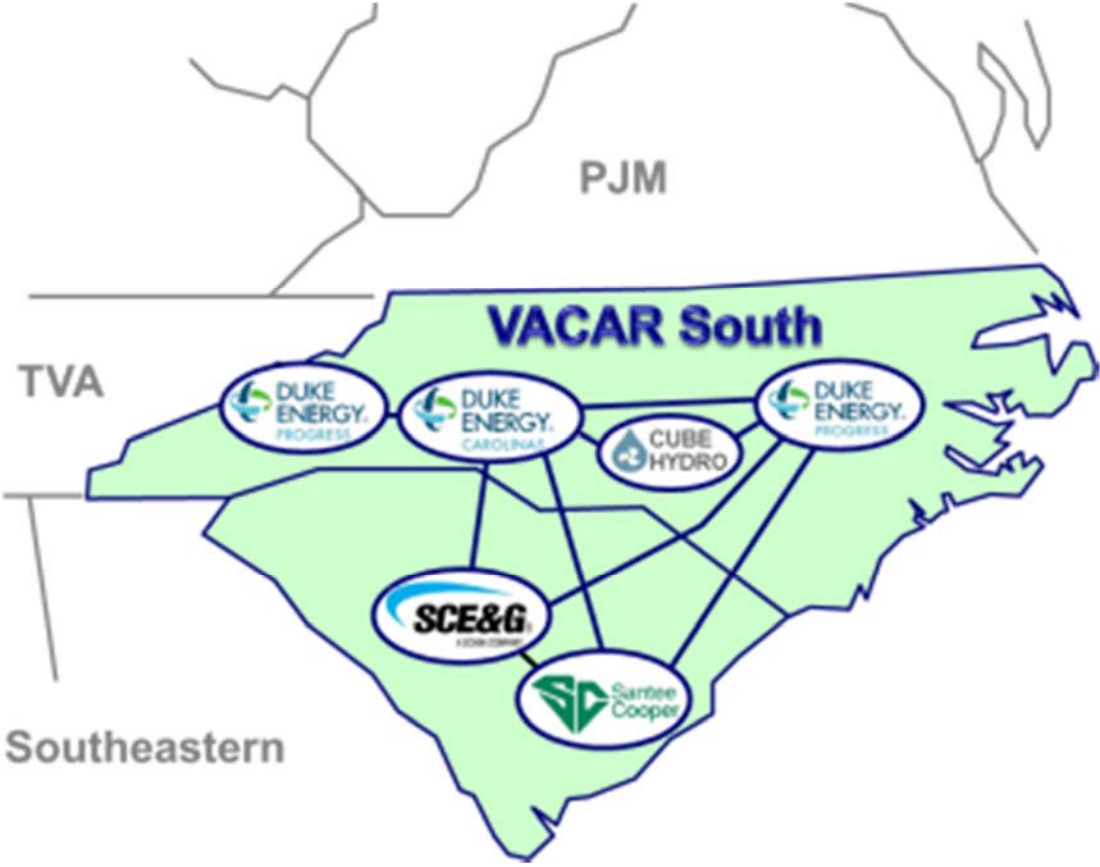 PJM
VACAR South
TVA
DUKE
ENERGY.
PROGRESS
DUKE
ENERGY.
CAROLINAS
CUBE
HYDRO
DUKE
ENERGY.
PROGRESS
SCE&G
SC
Santee
Cooper
Southeastern